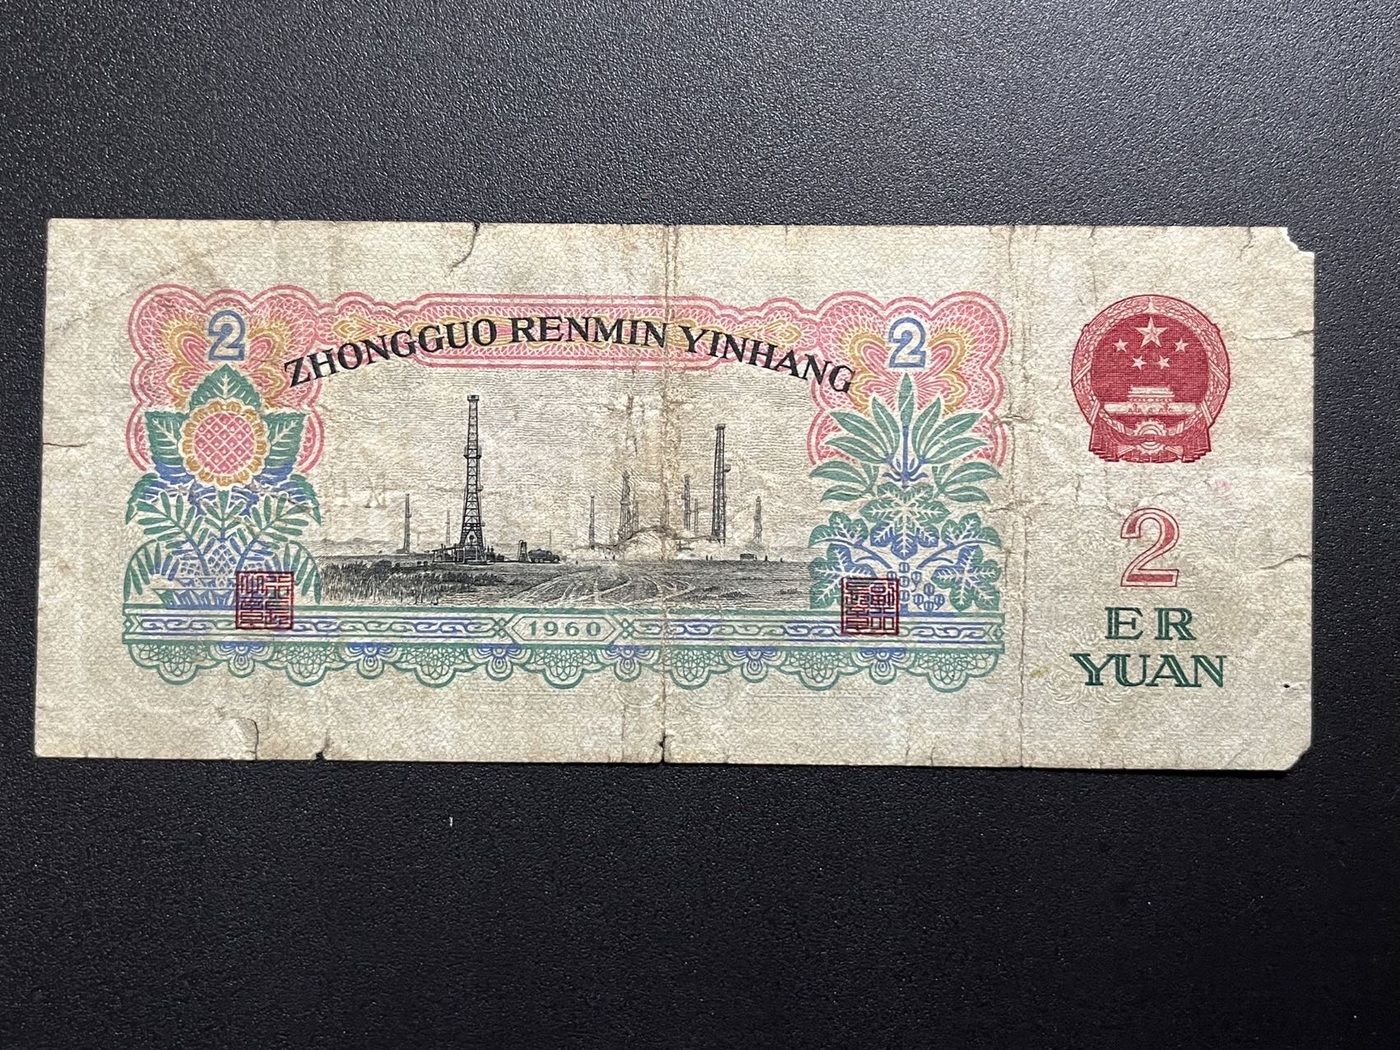 2
2
ZHONGGUO RENMIN YINHANG
1960
2
ER
YUAN